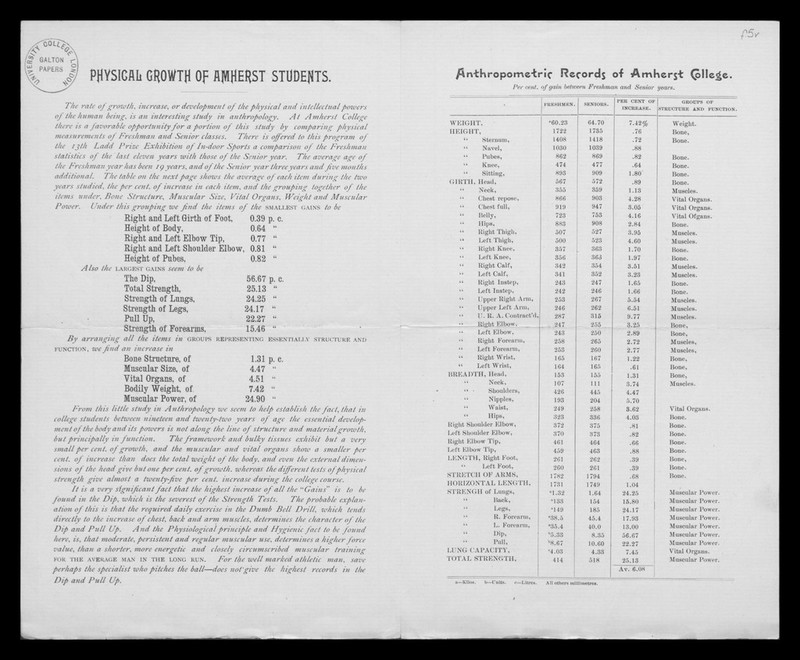 p.5v
UNIVERSITY COLLEGE LONDON
GALTON
PAPERS
PHYSICAL GROWTH OF AMHERST STUDENTS.
The rate of growth, increase, or development of the physical and intellectual powers
of the human being, is an interesting study in anthropology. At Amherst College
there is a favorable opportunity for a portion of this study by comparing physical
measurements of Freshman and Senior classes. There is offered to this program of
the 13th Ladd Prize Exhibition of In-door Sports a comparison of the Freshman
statistics of the last eleven years with those of the Senior year. The average age of
the Freshman year has been 19 years, and of the Senior year three years and five months
additional. The table on the next page shows the average of each item during the two
years studied, the per cent. of increase in each item, and the grouping together of the
items under, Bone Structure, Muscular Size, Vital Organs, Weight and Muscular
Power. Under this grouping we find the items of the SMALLEST GAINS to be
Right and Left Girth of Foot, 0.39 p. c.
Height of Body, 0.64 "
Right and Left Elbow Tip, 0.77 "
Right and Left Shoulder Elbow, 0.81 "
Height of Pubes, 0.82 "
Also the LARGEST GAINS seem to be
The Dip, 56.67 p. c.
Total Strength, 25.13 "
Strength of Lungs, 24.25 "
Strength of Legs, 24.17 "
Pull Up, 22.27 "
Strength of Forearms, 15.46 "
By arranging all the items in GROUPS REPRESENTING ESSENTIALLY STRUCTURE AND
FUNCTION, we find an increase in
Bone Structure, of 1.31 p. c.
Muscular Size, of 4.47 "
Vital Organs, of 4.51 "
Bodily Weight, of 7.42 "
Muscular Power, of 24.90 "
From this little study in Anthropology we seem to help establish the fact, that in
college students between nineteen and twenty-two years of age the essential develop-
ment of the body and its powers is not along the line of structure and material growth,
but principally in function. The framework and bulky tissues exhibit but a very
small per cent. of growth, and the muscular and vital organs show a smaller per
cent. of increase than does the total weight of the body, and even the external dimen-
sions of the head give but one per cent. of growth, whereas the different tests of physical
strength give almost a twenty-five per cent. increase during the college course.
It is a very significant fact that the highest increase of all the "Gains" is to be
found in the Dip, which is the severest of the Strength Tests. The probable explan-
ation of this is that the required daily exercise in the Dumb Bell Drill, which tends
directly to the increase of chest, back and arm muscles, determines the character of the
Dip and Pull Up. And the Physiological principle and Hygienic fact to be found
here, is, that moderate, persistent and regular muscular use, determines a higher force
value, than a shorter, more energetic and closely circumscribed muscular training
FOR THE AVERAGE MAN IN THE LONG RUN. For the well marked athletic man, save
perhaps the specialist who pitches the ball—does not give the highest records in the
Dip and Pull Up.
Anthropometric Records of Amherst College.
Per cent. of gain between Freshman and Senior years.
FRESHMEN. SENIORS. PER CENT OF INCREASE. GROUPS OF STRUCTURE AND FUNCTION.
WEIGHT, ᵃ60.23 64.70 7.42% Weight.
HEIGHT, 1722 1735 .76 Bone,
" Sternum, 1408 1418 .72 Bone.
" Navel, 1030 1039 .88
" Pubes, 862 869 .82 Bone.
" Knee, 474 477 .64 Bone.
" Sitting, 893 909 1.80 Bone.
GIRTH, Head, 567 572 .89 Bone.
" Neck, 355 359 1.13 Muscles.
" Chest repose, 866 903 4.28 Vital Organs.
" Chest full, 919 947 3.05 Vital Organs.
" Belly, 723 753 4.16 Vital Organs.
" Hips, 883 908 2.84 Bone.
" Right Thigh, 507 527 3.95 Muscles.
" Left Thigh, 500 523 4.60 Muscles.
" Right Knee, 357 363 1.70 Bone.
" Left Knee, 356 363 1.97 Bone.
" Right Calf, 342 354 3.51 Muscles.
" Left Calf, 341 352 3.23 Muscles.
" Right Instep, 243 247 1.65 Bone.
" Left Instep, 242 246 1.66 Bone.
" Upper Right Arm, 253 267 5.54 Muscles.
" Upper Left Arm, 246 262 6.51 Muscles.
" U. R. A. Contract'd, 287 315 9.77 Muscles.
" Right Elbow, 247 255 3.25 Bone,
" Left Elbow, 243 250 2.89 Bone,
" Right Forearm, 258 265 2.72 Muscles,
" Left Forearm, 253 260 2.77 Muscles,
" Right Wrist, 165 167 1.22 Bone,
" Left Wrist, 164 165 .61 Bone,
BREADTH, Head, 153 155 1.31 Bone,
" Neck, 107 111 3.74 Muscles.
" Shoulders, 426 445 4.47
" Nipples, 193 204 5.70
" Waist, 249 258 3.62 Vital Organs.
" Hips, 323 336 4.03 Bone.
Right Shoulder Elbow, 372 375 .81 Bone.
Left Shoulder Elbow, 370 373 .82 Bone.
Right Elbow Tip, 461 464 .66 Bone.
Left Elbow Tip, 459 463 .88 Bone.
LENGTH, Right Foot, 261 262 .39 Bone,
" Left Foot, 260 261 .39 Bone.
STRETCH OF ARMS, 1782 1794 .68 Bone.
HORIZONTAL LENGTH, 1731 1749 1.04
STRENGTH of Lungs, ᵃ1.32 1.64 24.25 Muscular Power.
" Back, ᵃ133 154 15.80 Muscular Power.
" Legs, ᵃ149 185 24.17 Muscular Power.
" R. Forearm, ᵃ38.5 45.4 17.93 Muscular Power.
" L. Forearm, ᵃ35.4 40.0 13.00 Muscular Power.
" Dip, ᵇ5.33 8.35 56.67 Muscular Power.
" Pull, ᵇ8.67 10.60 22.27 Muscular Power.
LUNG CAPACITY, ᶜ4.03 4.33 7.45 Vital Organs.
TOTAL STRENGTH, 414 518 25.13 Muscular Power.
Av. 6.08
a—Kilos. b—Units. c—Litres. All others millimetres.